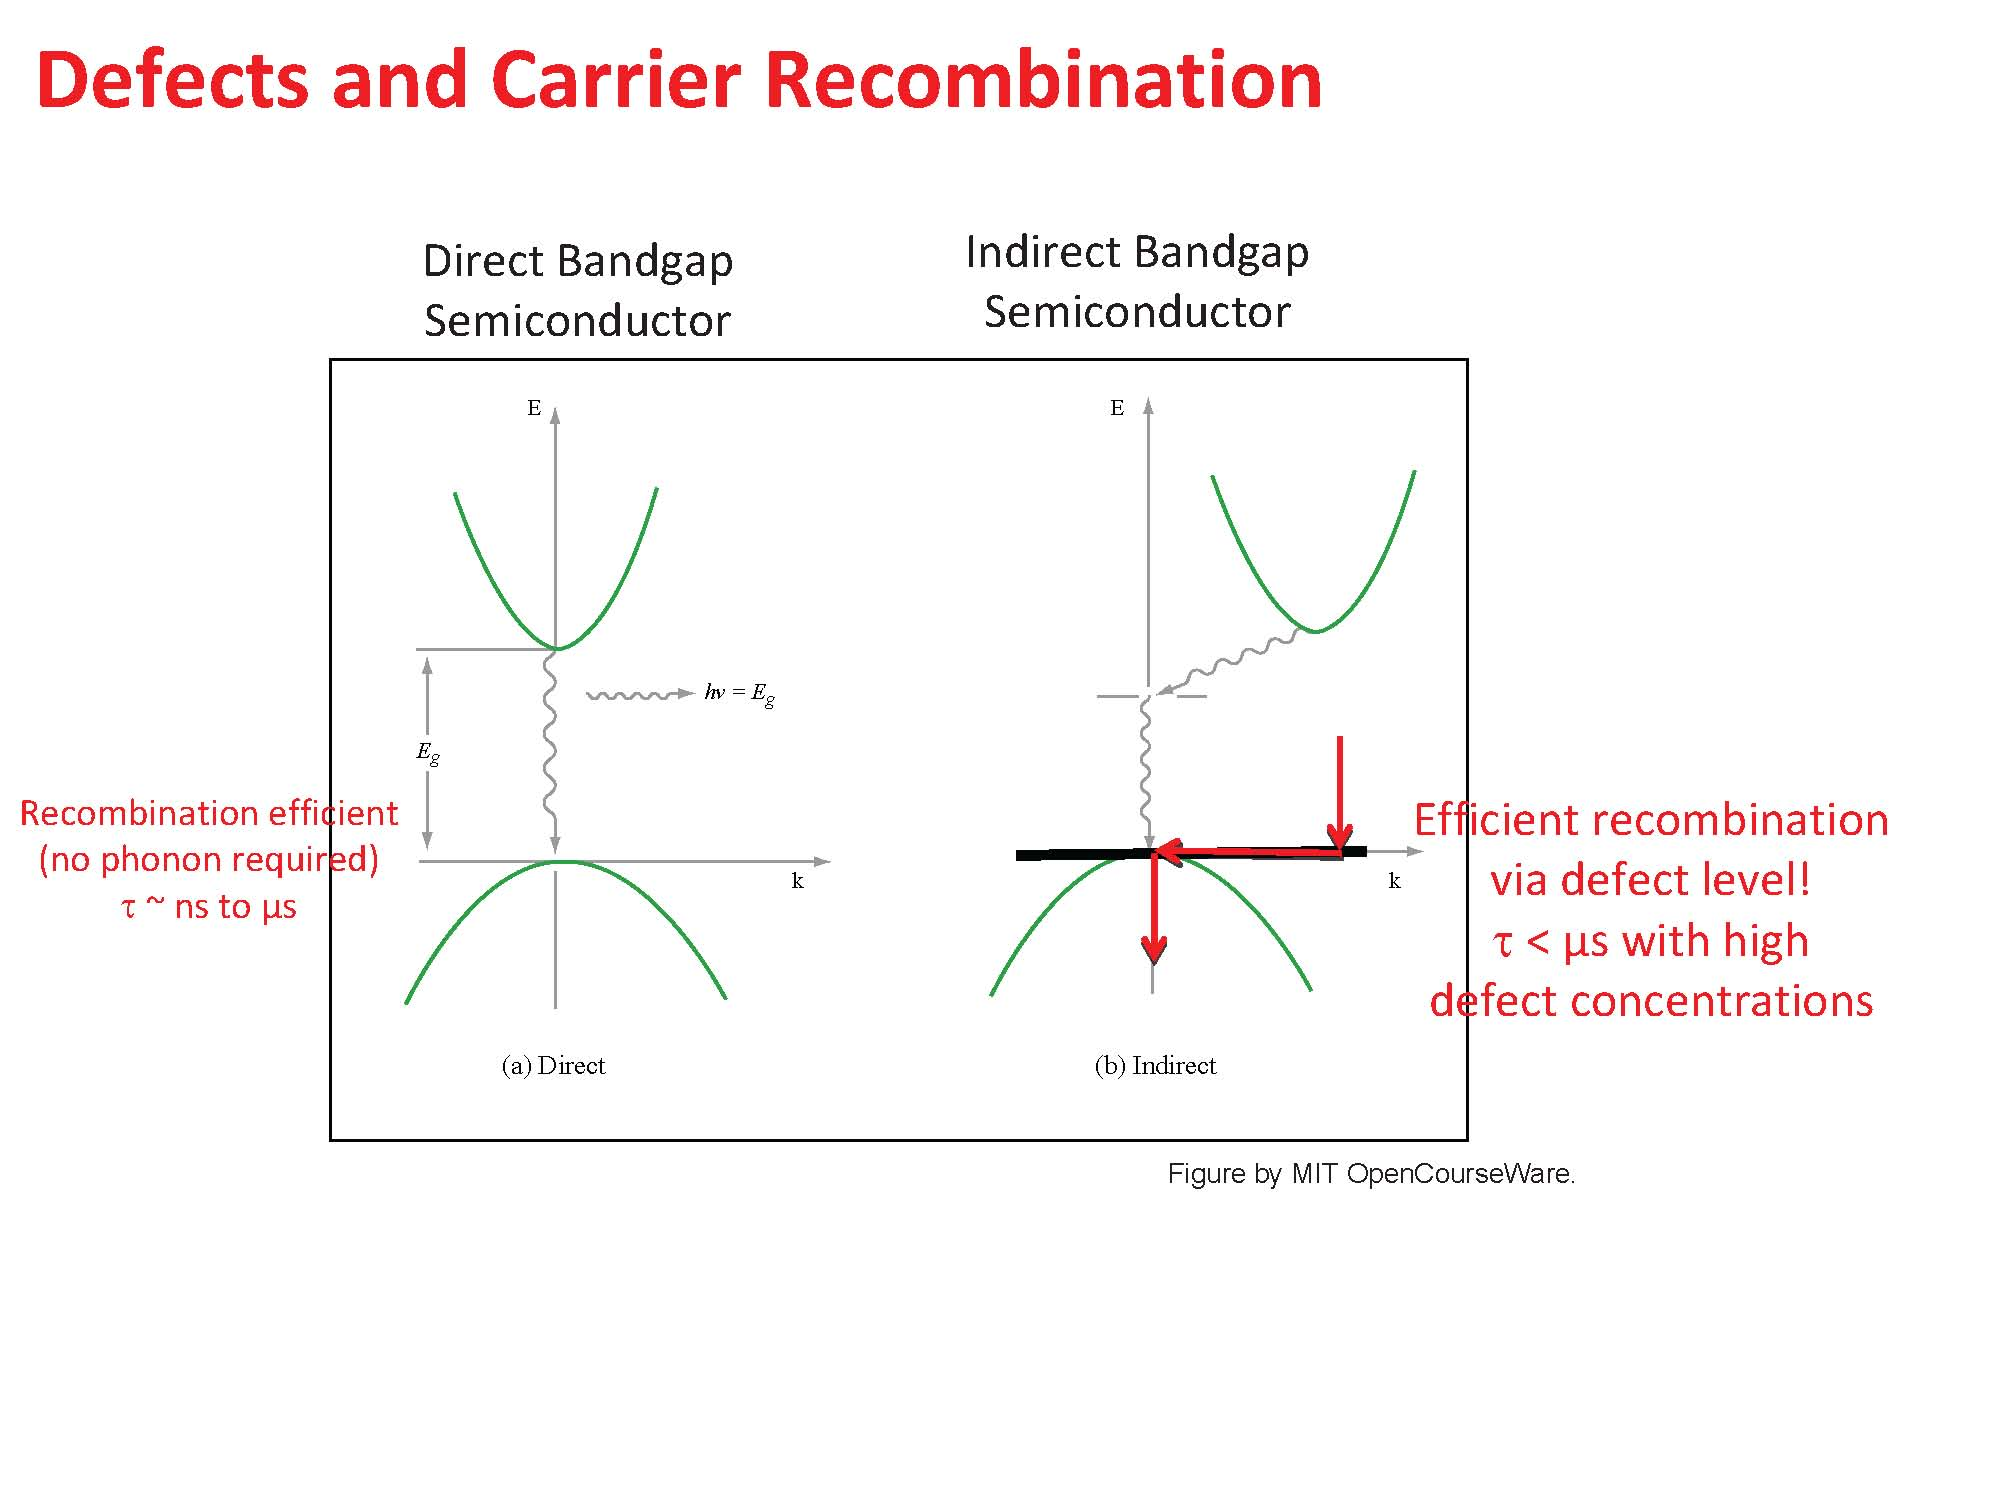 Defects and Carrier Recombination
Direct Bandgap
Semiconductor
Indirect Bandgap
Semiconductor
E
E
hν = Eg
Eg
Recombination efficient
(no phonon required)
τ ~ ns to µs
k
k
Efficient recombination
via defect level!
τ < µs with high
defect concentrations
(a) Direct
(b) Indirect
Figure by MIT OpenCourseWare.